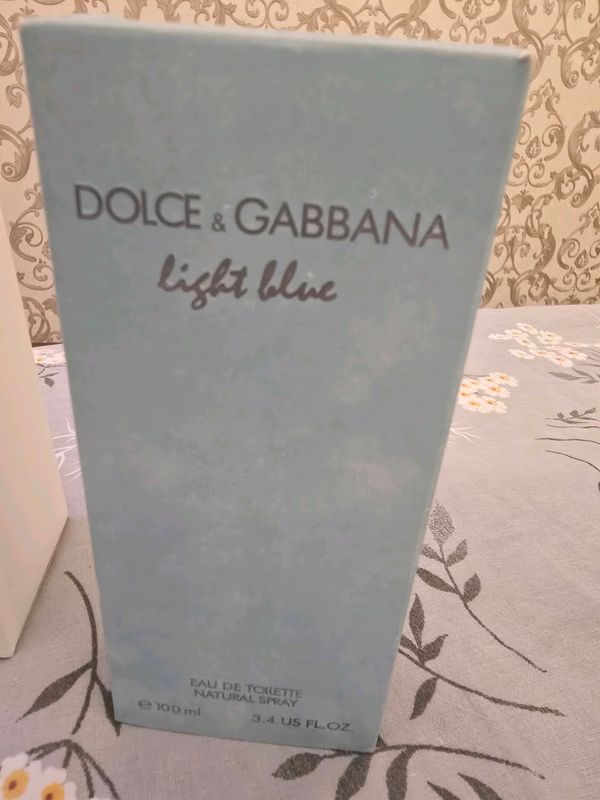 DOLCE & GABBANA
light blue
EAU DE TOILETTE
NATURAL SPRAY
℮ 100 ml 3.4 US FL.OZ.